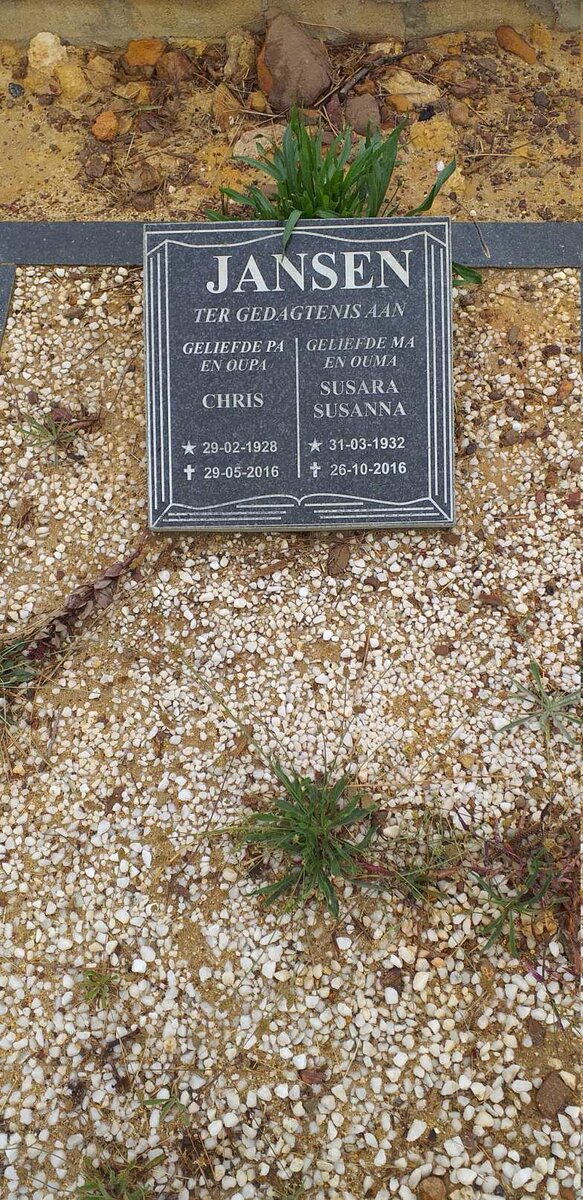 JANSEN
TER GEDAGTENIS AAN
GELIEFDE PA
EN OUPA
CHRIS
29-02-1928
29-05-2016
GELIEFDE MA
EN OUMA
SUSARA
SUSANNA
31-03-1932
26-10-2016